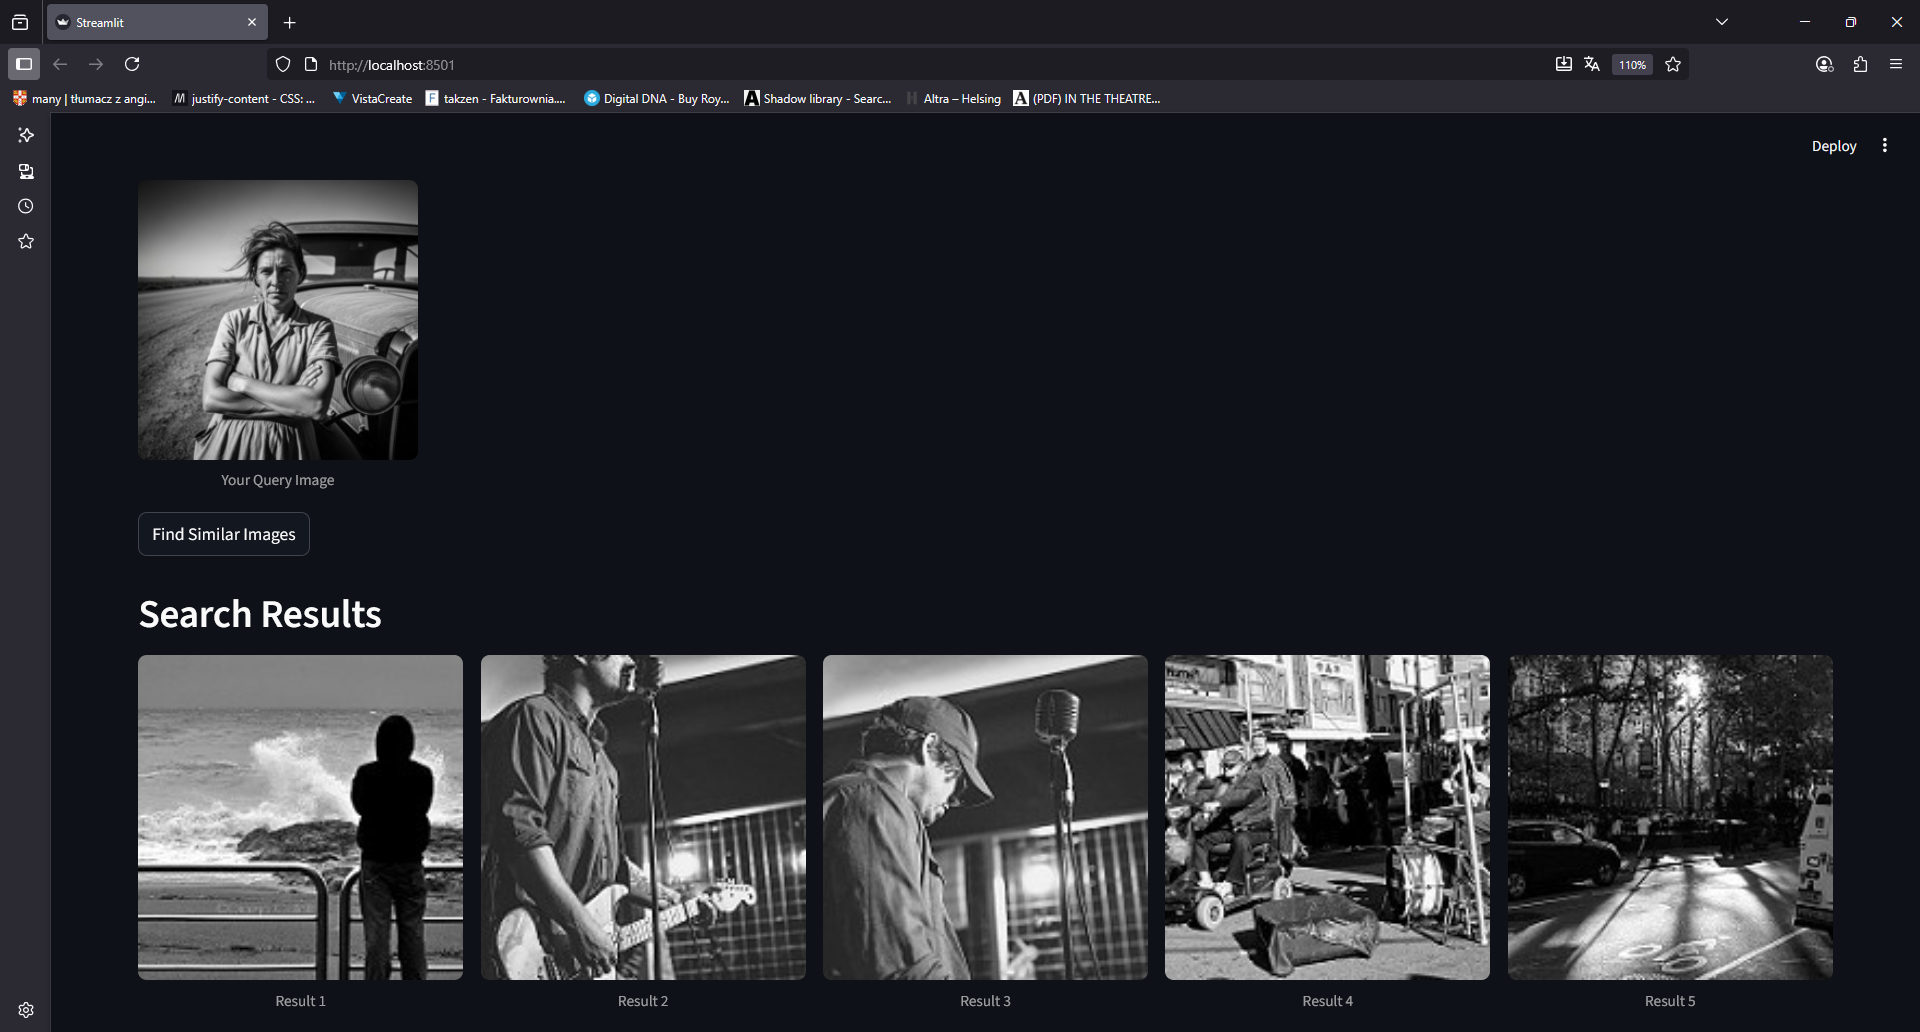 Streamlit
http://localhost:8501
110%
many | tłumacz z angi...
justify-content - CSS: ...
VistaCreate
takzen - Fakturownia....
Digital DNA - Buy Roy...
Shadow library - Searc...
Altra – Helsing
(PDF) IN THE THEATRE...
Deploy
Your Query Image
Find Similar Images
Search Results
Result 1
Result 2
Result 3
Result 4
Result 5